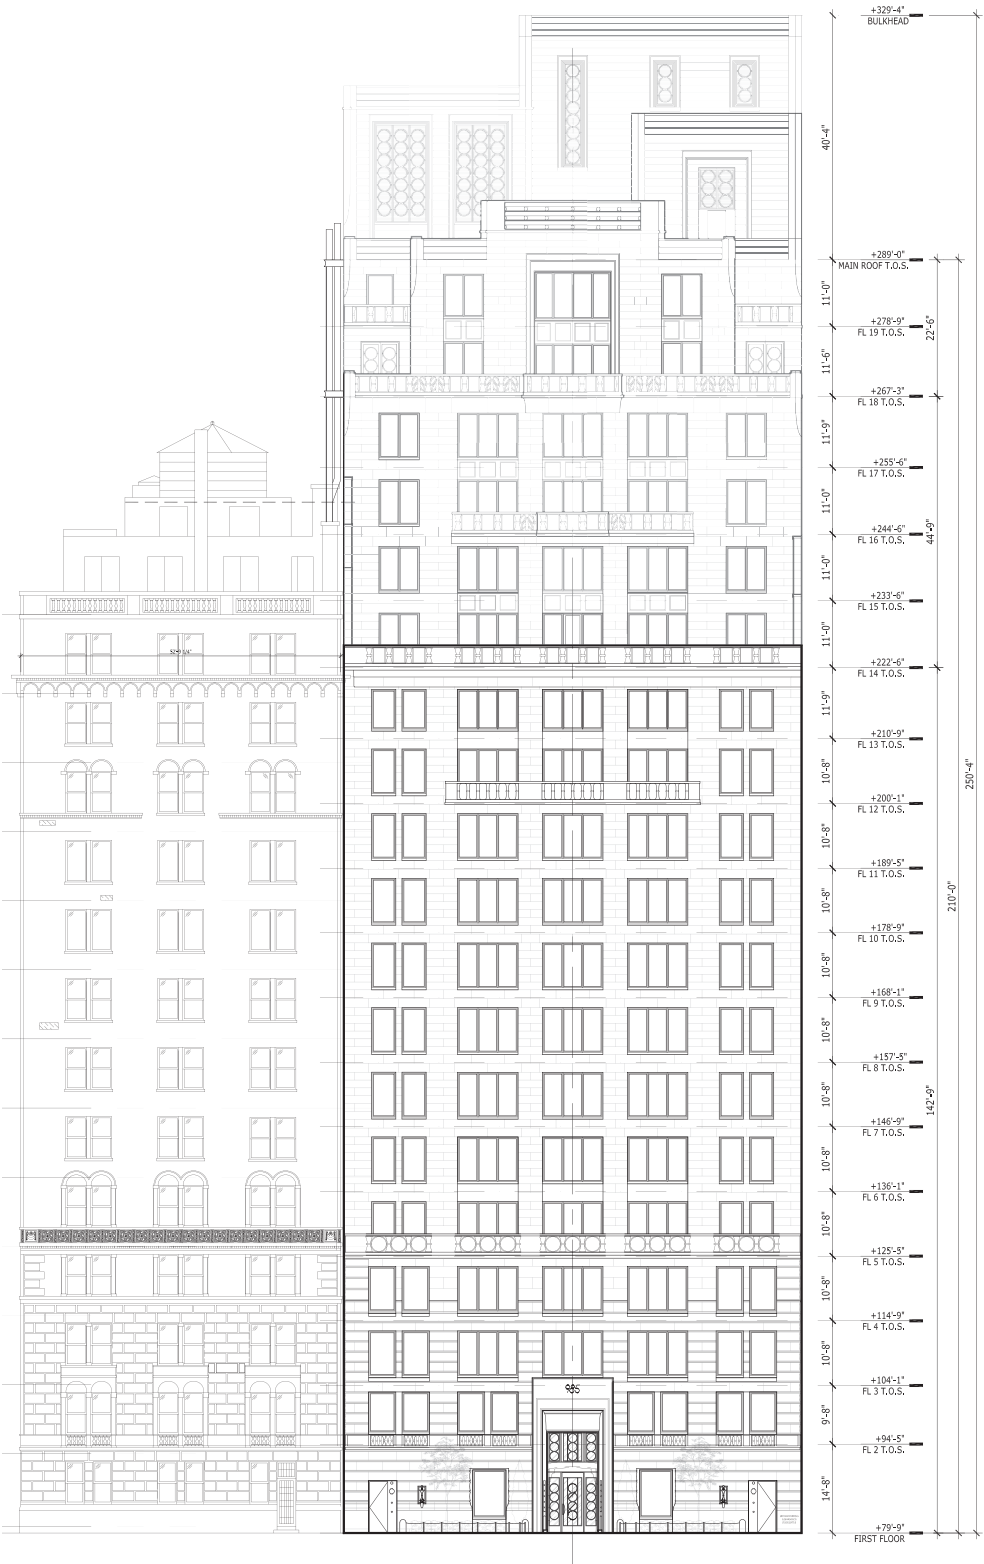 +329'-4"
BULKHEAD
40'-4"
+289'-0"
MAIN ROOF T.O.S.
11'-0"
+278'-9"
FL 19 T.O.S.
22'-6"
11'-6"
+267'-3"
FL 18 T.O.S.
11'-9"
+255'-6"
FL 17 T.O.S.
11'-0"
+244'-6"
FL 16 T.O.S.
44'-9"
11'-0"
+233'-6"
FL 15 T.O.S.
11'-0"
+222'-6"
FL 14 T.O.S.
11'-9"
+210'-9"
FL 13 T.O.S.
10'-8"
250'-4"
+200'-1"
FL 12 T.O.S.
10'-8"
+189'-5"
FL 11 T.O.S.
10'-8"
210'-0"
+178'-9"
FL 10 T.O.S.
10'-8"
+168'-1"
FL 9 T.O.S.
10'-8"
+157'-5"
FL 8 T.O.S.
10'-8"
142'-9"
+146'-9"
FL 7 T.O.S.
10'-8"
+136'-1"
FL 6 T.O.S.
10'-8"
+125'-5"
FL 5 T.O.S.
10'-8"
+114'-9"
FL 4 T.O.S.
10'-8"
+104'-1"
FL 3 T.O.S.
985
9'-8"
+94'-5"
FL 2 T.O.S.
14'-8"
+79'-9"
FIRST FLOOR